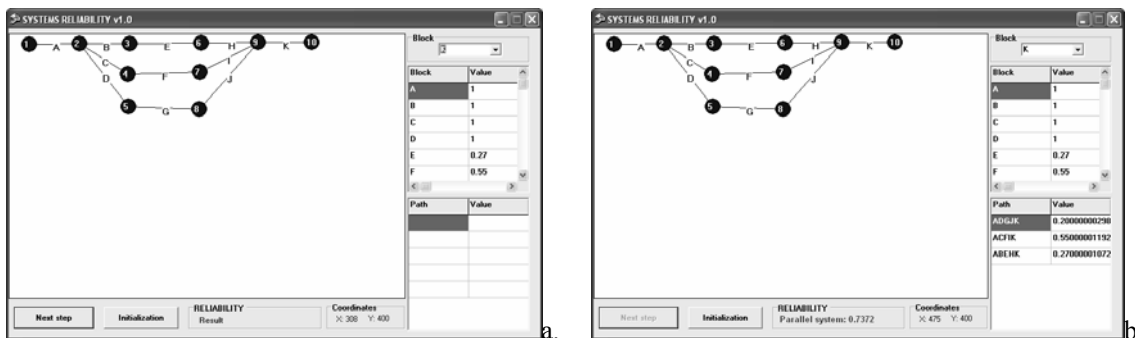 SYSTEMS RELIABILITY v1.0
1 A 2 B 3 E 6 H 9 K 10
C 4 F 7 I
D 5 G 8 J
Block
Block Value
A 1
B 1
C 1
D 1
E 0.27
F 0.55
Path Value
Next step Initialization
RELIABILITY
Result
Coordinates
X: 308 Y: 400
a.
SYSTEMS RELIABILITY v1.0
1 A 2 B 3 E 6 H 9 K 10
C 4 F 7 I
D 5 G 8 J
Block
K
Block Value
A 1
B 1
C 1
D 1
E 0.27
F 0.55
Path Value
ADGJK 0.20000000298
ACFIK 0.55000001192
ABEHK 0.27000001072
Next step Initialization
RELIABILITY
Parallel system: 0,7372
Coordinates
X: 475 Y: 400
b